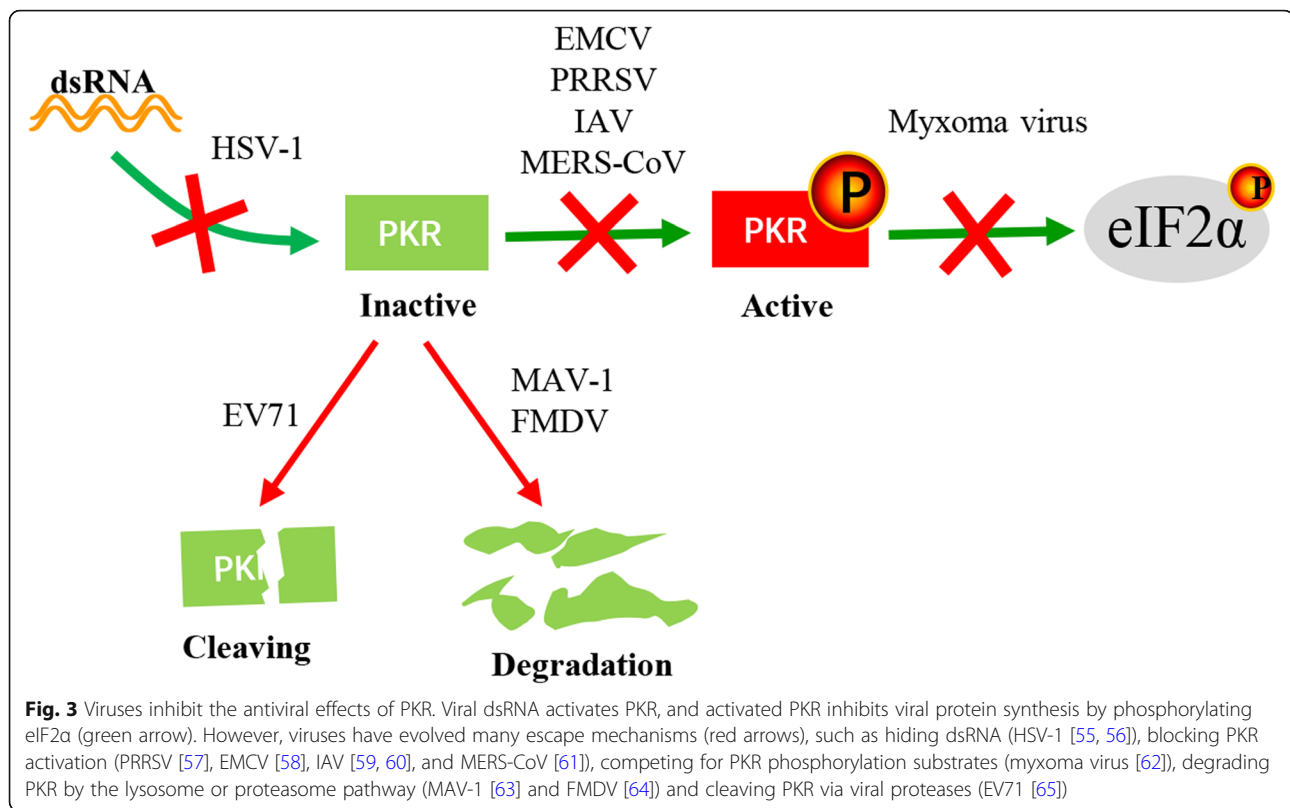 dsRNA
HSV-1
EMCV
PRRSV
IAV
MERS-CoV
Myxoma virus
PKR
Inactive
PKR
P
Active
eIF2α
P
EV71
MAV-1
FMDV
PK
Cleaving
Degradation
Fig. 3 Viruses inhibit the antiviral effects of PKR. Viral dsRNA activates PKR, and activated PKR inhibits viral protein synthesis by phosphorylating
eIF2α (green arrow). However, viruses have evolved many escape mechanisms (red arrows), such as hiding dsRNA (HSV-1 [55, 56]), blocking PKR
activation (PRRSV [57], EMCV [58], IAV [59, 60], and MERS-CoV [61]), competing for PKR phosphorylation substrates (myxoma virus [62]), degrading
PKR by the lysosome or proteasome pathway (MAV-1 [63] and FMDV [64]) and cleaving PKR via viral proteases (EV71 [65])